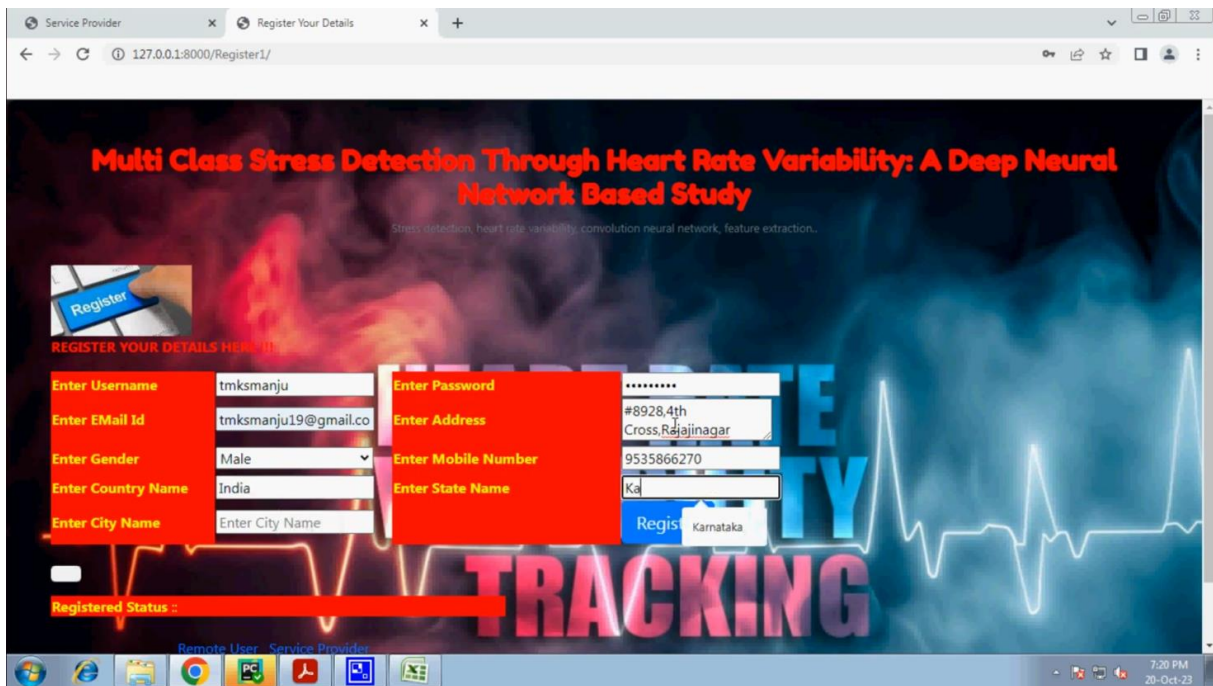 Service Provider
Register Your Details
127.0.0.1:8000/Register1/
Multi Class Stress Detection Through Heart Rate Variability: A Deep Neural
Network Based Study
Stress detection, heart rate variability, convolution neural network, feature extraction..
Register
REGISTER YOUR DETAILS HERE !!!
Enter Username tmksmanju Enter Password •••••••••
Enter EMail Id tmksmanju19@gmail.co Enter Address #8928,4th
Cross,Rajajinagar
Enter Gender Male Enter Mobile Number 9535866270
Enter Country Name India Enter State Name Ka
Enter City Name Enter City Name Regist Karnataka
TRACKING
Registered Status ::
Remote User Service Provider
PC
7:20 PM
20-Oct-23